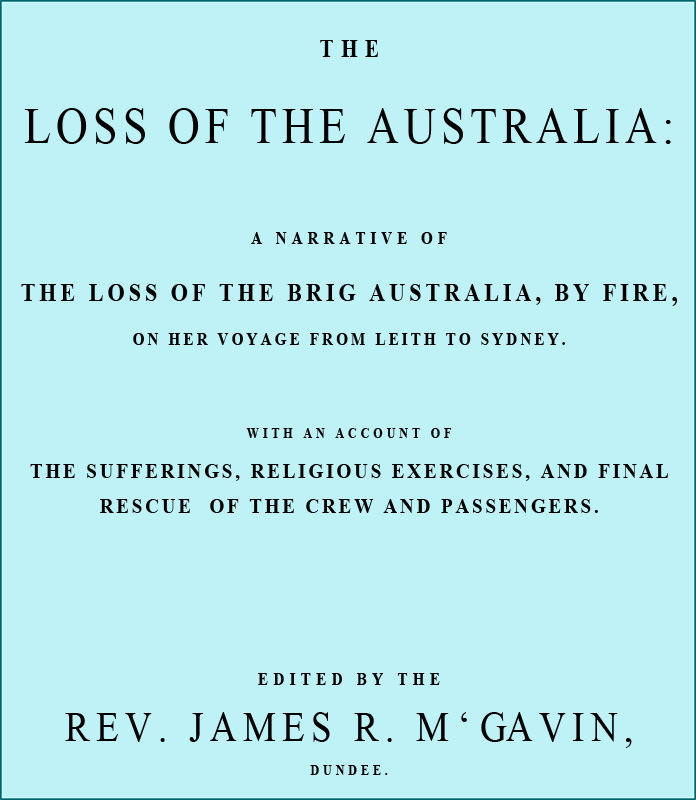 THE
LOSS OF THE AUSTRALIA:
A NARRATIVE OF
THE LOSS OF THE BRIG AUSTRALIA, BY FIRE,
ON HER VOYAGE FROM LEITH TO SYDNEY.
WITH AN ACCOUNT OF
THE SUFFERINGS, RELIGIOUS EXERCISES, AND FINAL
RESCUE OF THE CREW AND PASSENGERS.
EDITED BY THE
REV. JAMES R. M‘GAVIN,
DUNDEE.